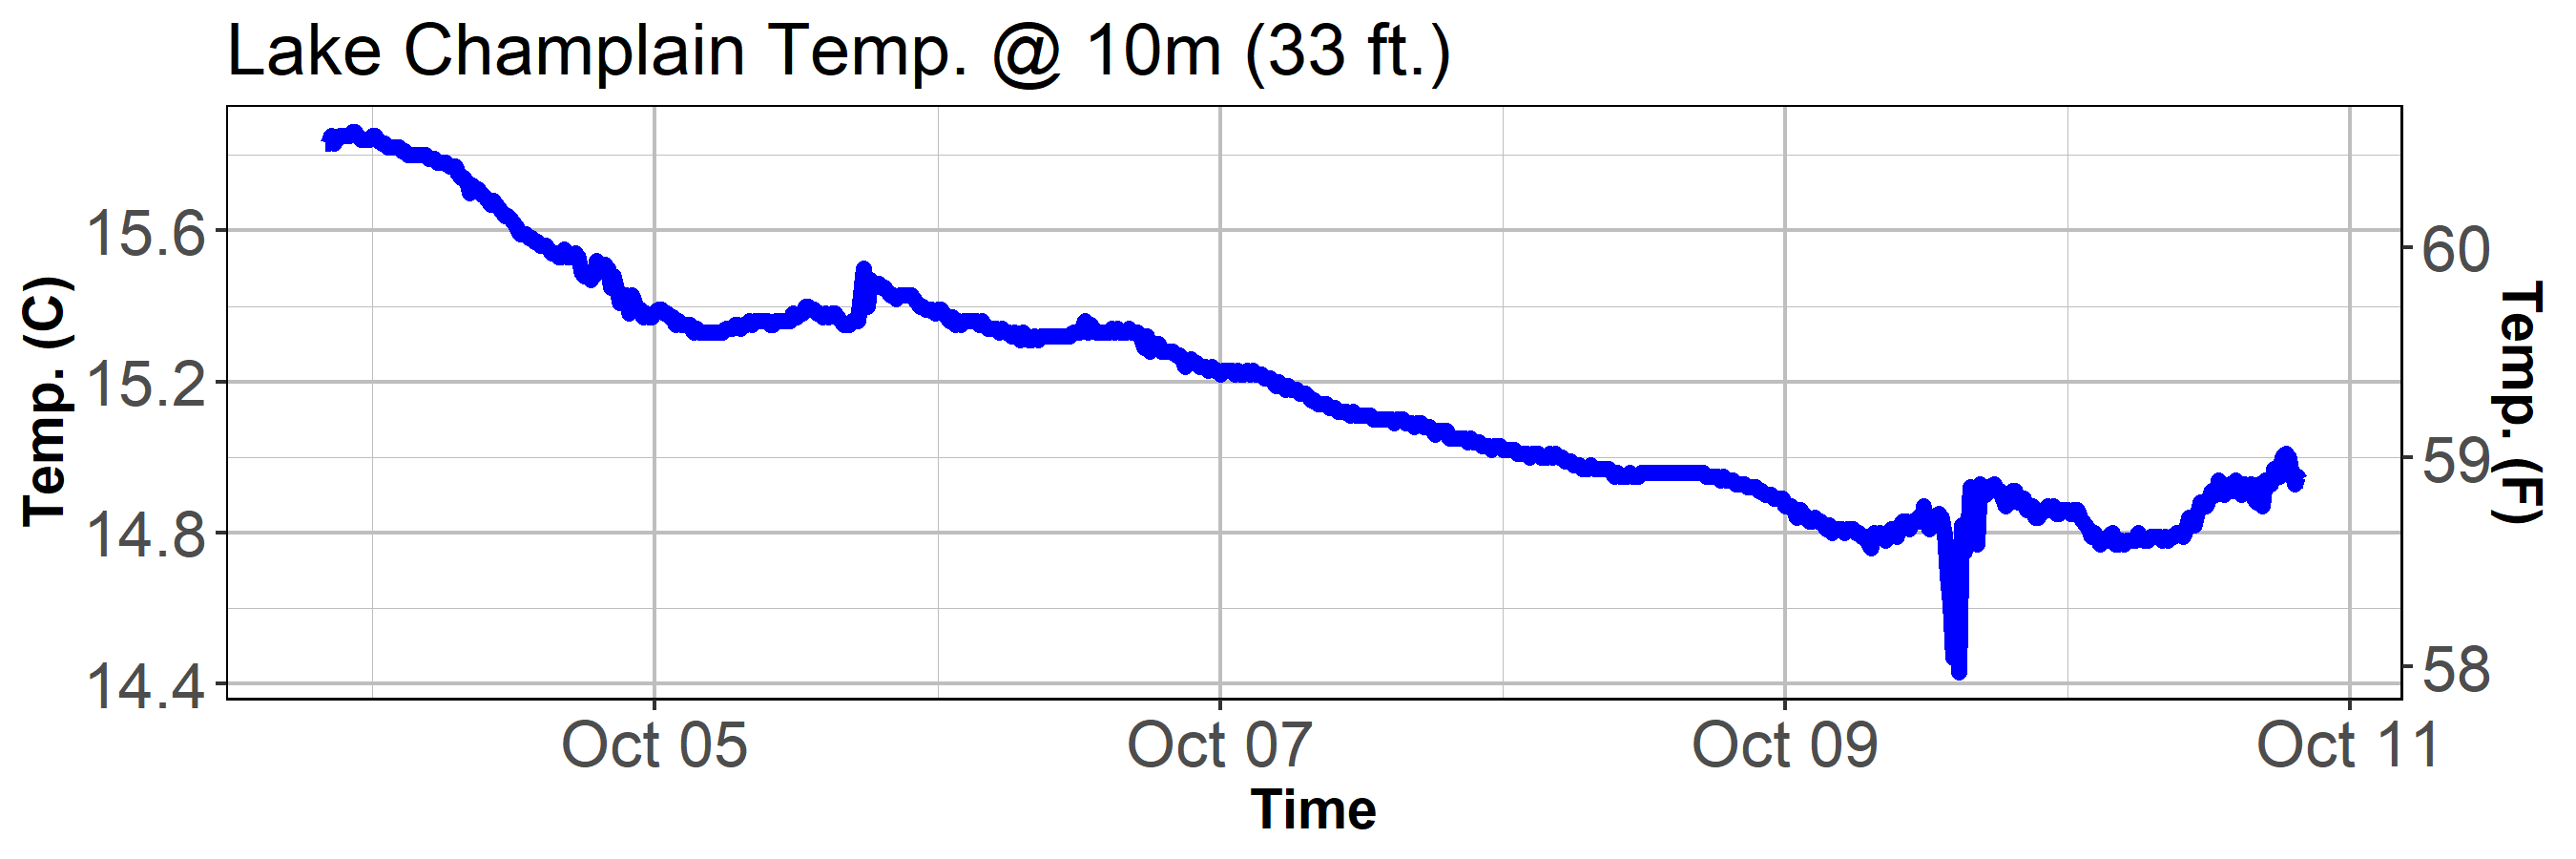 Lake Champlain Temp. @ 10m (33 ft.)
Temp. (C)
15.6
15.2
14.8
14.4
60
59
58
Temp. (F)
Oct 05
Oct 07
Oct 09
Oct 11
Time